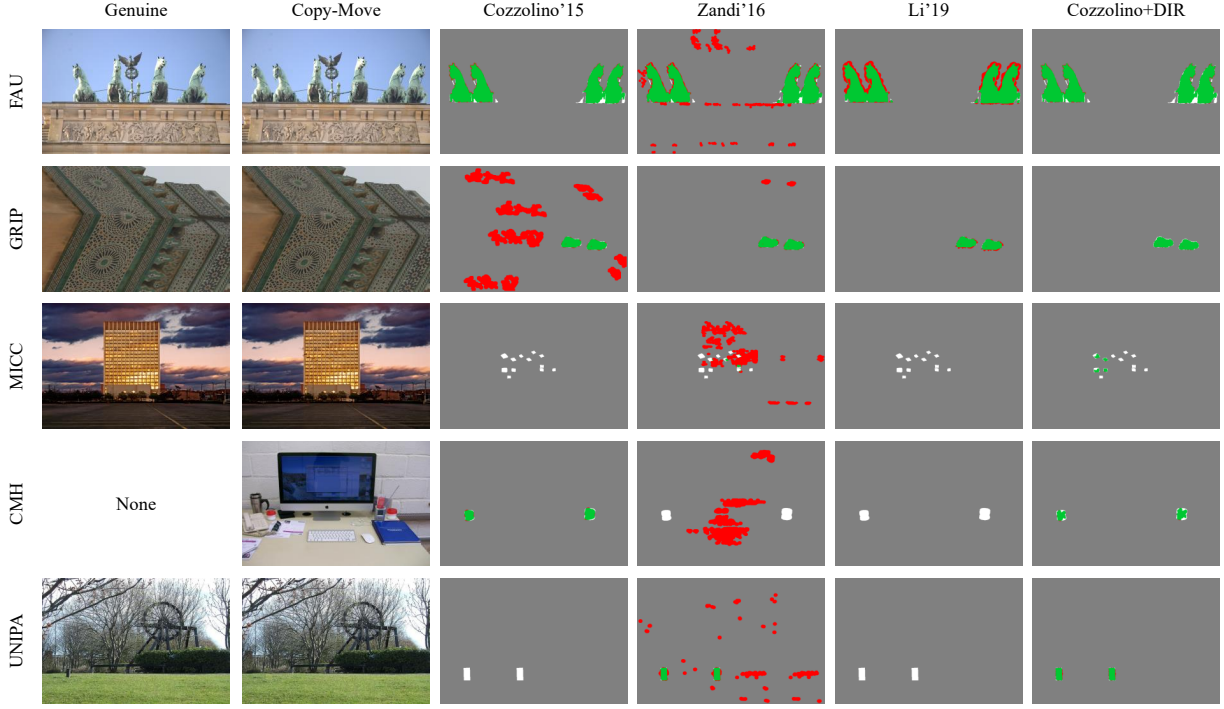 Genuine Copy-Move Cozzolino’15 Zandi’16 Li’19 Cozzolino+DIR
FAU
GRIP
MICC
CMH
None
UNIPA